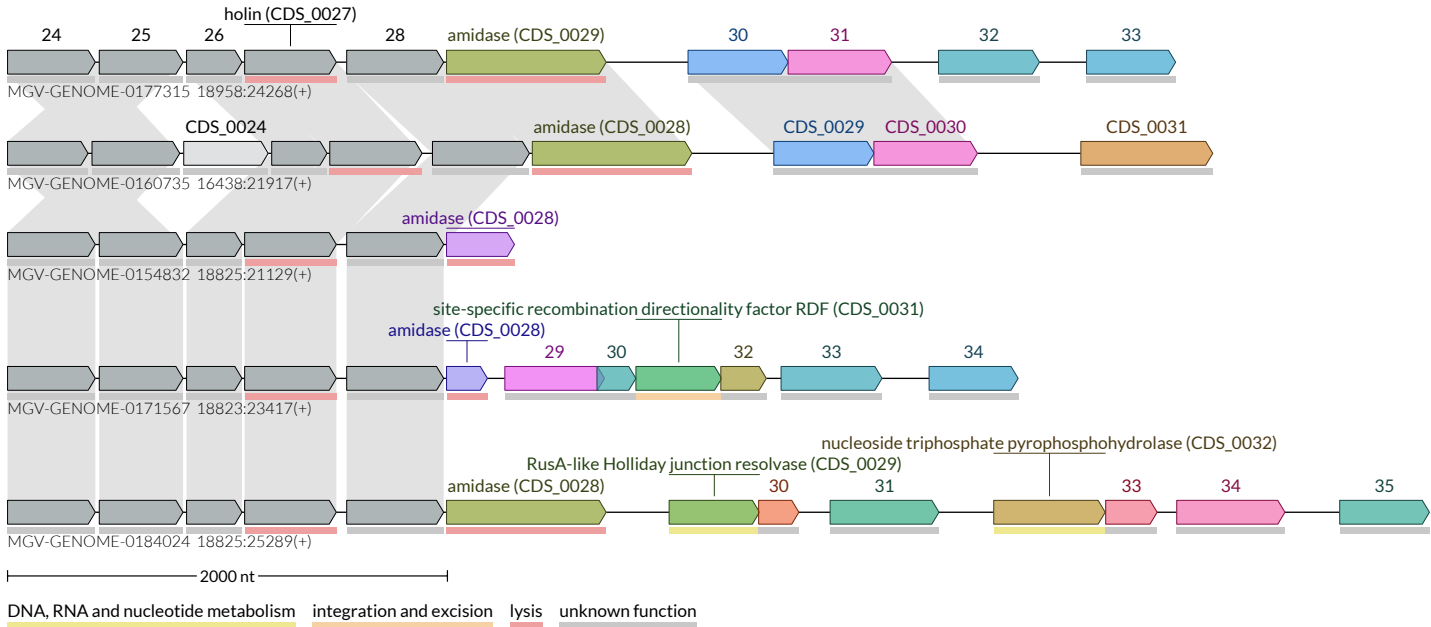 holin (CDS_0027)
24 25 26 28 amidase (CDS_0029) 30 31 32 33
MGV-GENOME-0177315 18958:24268(+)
CDS_0024 amidase (CDS_0028) CDS_0029 CDS_0030 CDS_0031
MGV-GENOME-0160735 16438:21917(+)
amidase (CDS_0028)
MGV-GENOME-0154832 18825:21129(+)
site-specific recombination directionality factor RDF (CDS_0031)
amidase (CDS_0028)
29 30 32 33 34
MGV-GENOME-0171567 18823:23417(+)
nucleoside triphosphate pyrophosphohydrolase (CDS_0032)
RusA-like Holliday junction resolvase (CDS_0029)
amidase (CDS_0028) 30 31 33 34 35
MGV-GENOME-0184024 18825:25289(+)
2000 nt
DNA, RNA and nucleotide metabolism integration and excision lysis unknown function